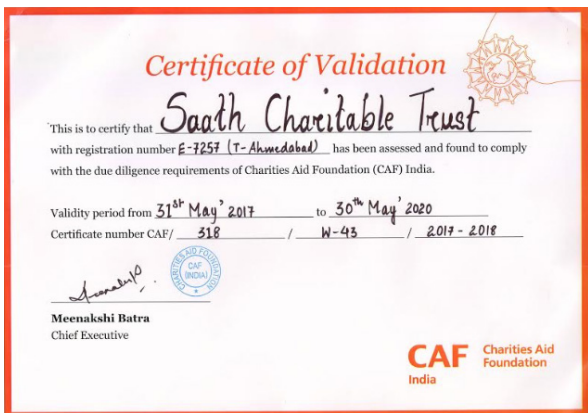 Certificate of Validation
This is to certify that Saath Charitable Trust
with registration number E-7257 (T-Ahmedabad) has been assessed and found to comply
with the due diligence requirements of Charities Aid Foundation (CAF) India.
Validity period from 31st May' 2017 to 30th May' 2020
Certificate number CAF/ 318 / W-43 / 2017-2018
CHARITIES AID FOUNDATION
CAF
(INDIA)
Meenakshi Batra
Chief Executive
CAF Charities Aid
Foundation
India